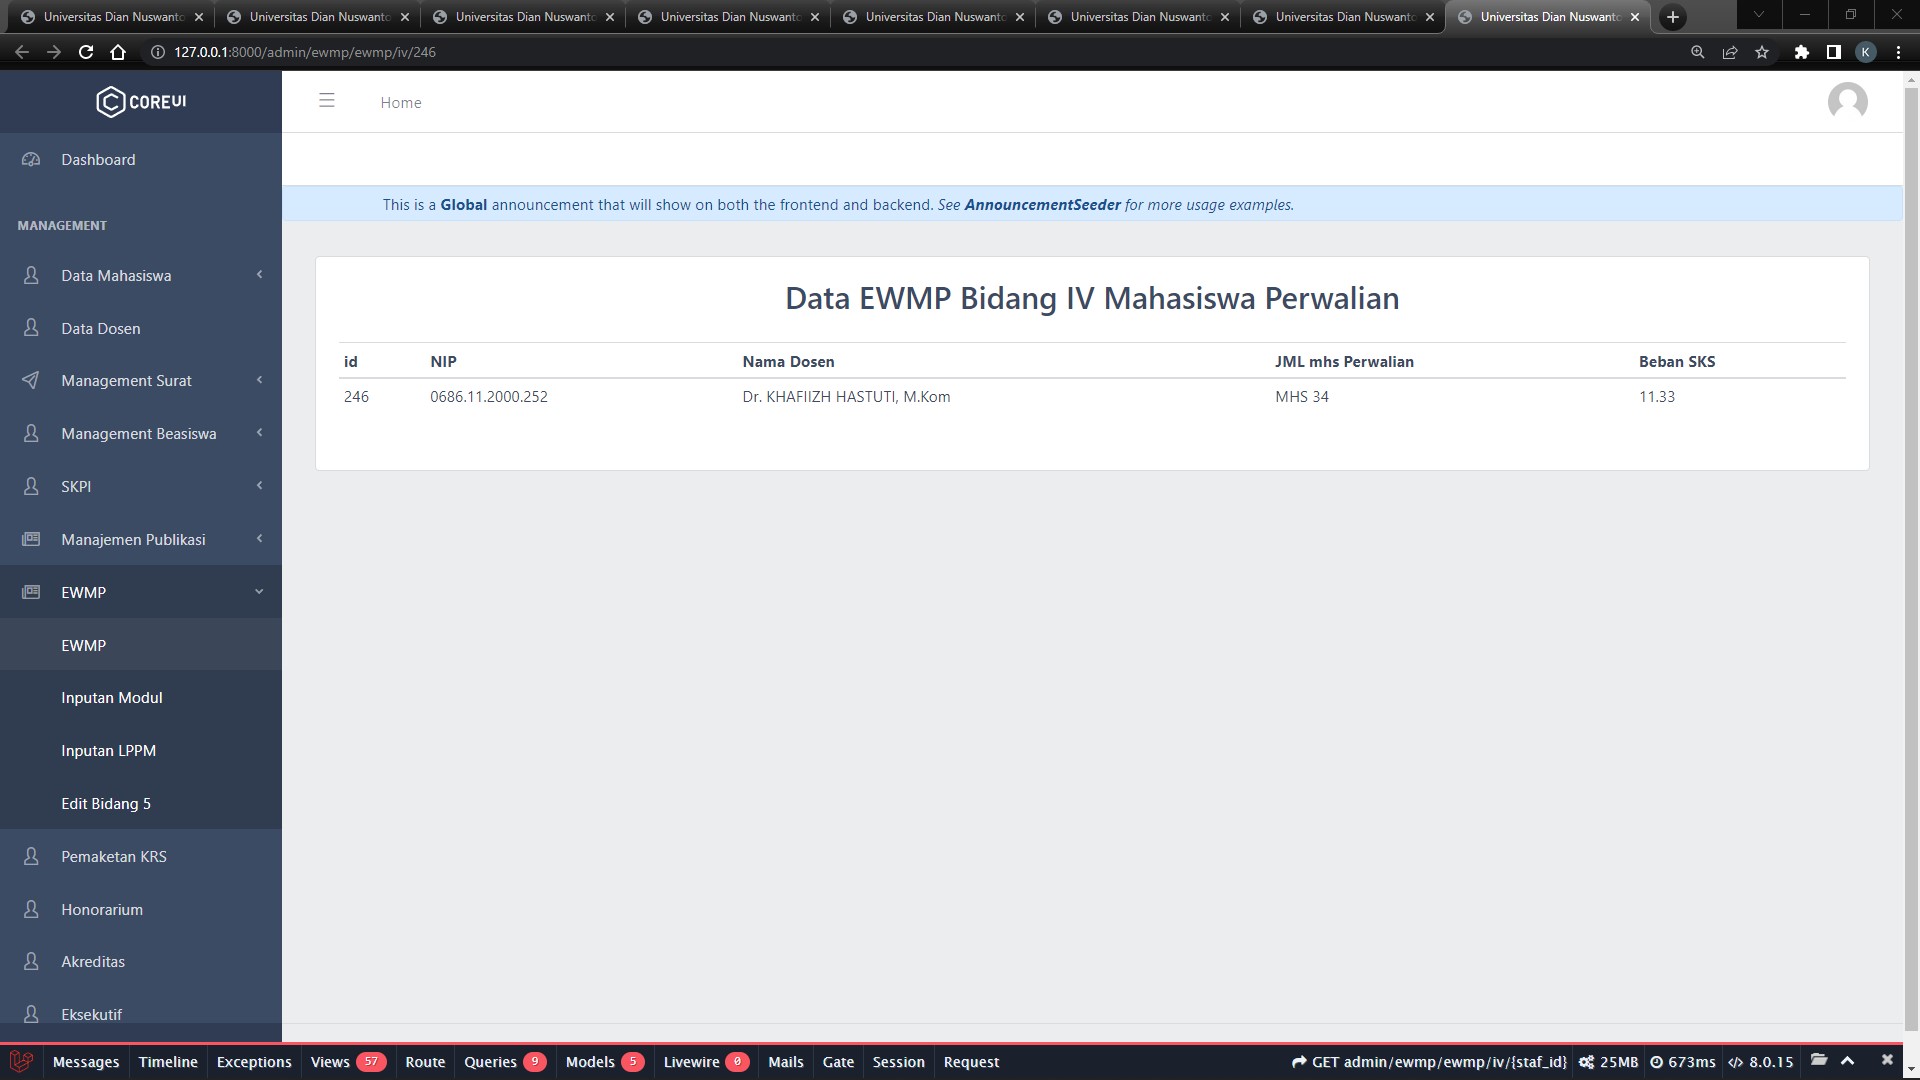 Universitas Dian Nuswanto Universitas Dian Nuswanto Universitas Dian Nuswanto Universitas Dian Nuswanto Universitas Dian Nuswanto Universitas Dian Nuswanto Universitas Dian Nuswanto Universitas Dian Nuswanto
127.0.0.1:8000/admin/ewmp/ewmp/iv/246 K
COREUI
Home
Dashboard
This is a Global announcement that will show on both the frontend and backend. See AnnouncementSeeder for more usage examples.
MANAGEMENT
Data Mahasiswa
Data Dosen
Management Surat
Management Beasiswa
SKPI
Manajemen Publikasi
EWMP
EWMP
Inputan Modul
Inputan LPPM
Edit Bidang 5
Pemaketan KRS
Honorarium
Akreditas
Eksekutif
Data EWMP Bidang IV Mahasiswa Perwalian
id NIP Nama Dosen JML mhs Perwalian Beban SKS
246 0686.11.2000.252 Dr. KHAFIIZH HASTUTI, M.Kom MHS 34 11.33
Messages Timeline Exceptions Views 57 Route Queries 9 Models 5 Livewire 0 Mails Gate Session Request GET admin/ewmp/ewmp/iv/{staf_id} 25MB 673ms 8.0.15